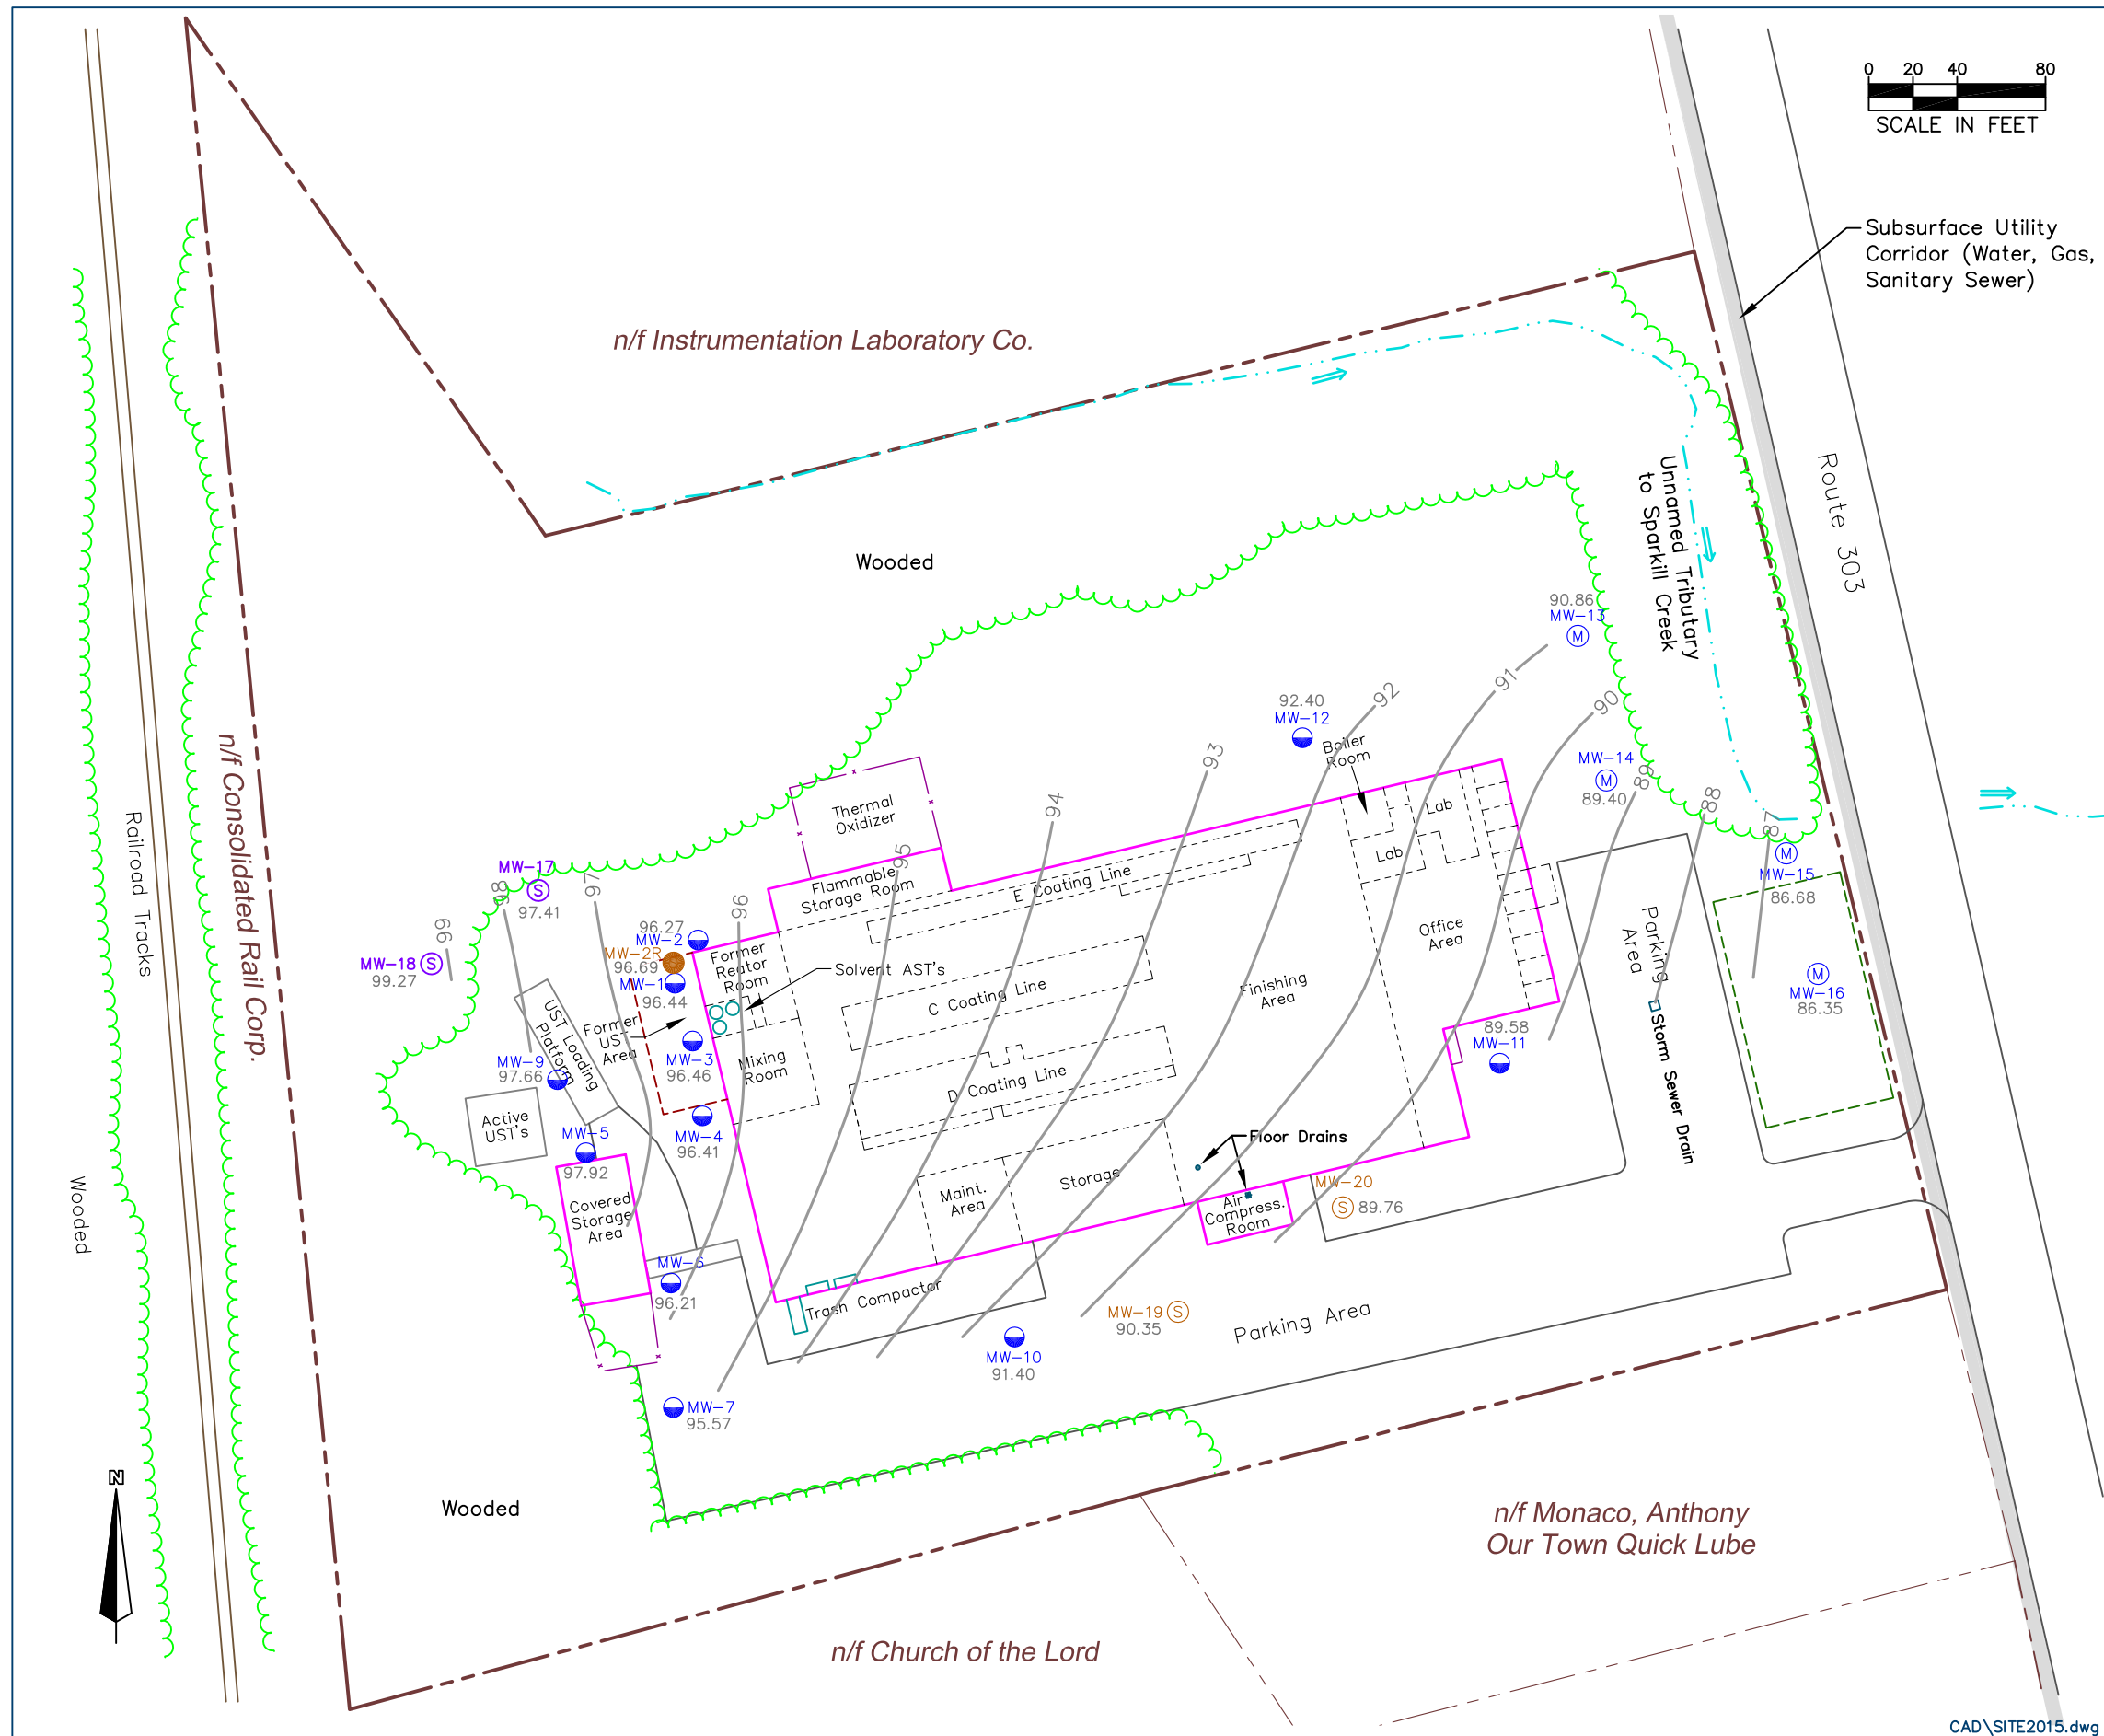 0 20 40 80
SCALE IN FEET
Subsurface Utility
Corridor (Water, Gas,
Sanitary Sewer)
n/f Instrumentation Laboratory Co.
Route 303
Unnamed Tributary
to Sparkill Creek
Wooded
90.86
MW-13
92.40
MW-12
91
92
90
93
94
95
96
97
98
99
89
88
87
Boiler
Room
MW-14
89.40
Thermal
Oxidizer
Lab
Lab
Flammable
Storage Room
E Coating Line
MW-15
86.68
MW-17
97.41
MW-18
99.27
96.27
MW-2
MW-2R
96.69
MW-1
96.44
Former
Reator
Room
Solvent AST's
C Coating Line
Finishing
Area
Office
Area
Parking
Area
MW-16
86.35
n/f Consolidated Rail Corp.
Railroad Tracks
UST Loading
Platform
Former
US
Area
MW-3
96.46
Mixing
Room
D Coating Line
89.58
MW-11
Storm Sewer Drain
MW-9
97.66
Active
UST's
MW-5
97.92
MW-4
96.41
Floor Drains
Covered
Storage
Area
Maint.
Area
Storage
Air
Compress.
Room
MW-20
89.76
Wooded
MW-6
96.21
Trash Compactor
MW-19
90.35
Parking Area
MW-10
91.40
MW-7
95.57
N
Wooded
n/f Monaco, Anthony
Our Town Quick Lube
n/f Church of the Lord
CAD\SITE2015.dwg